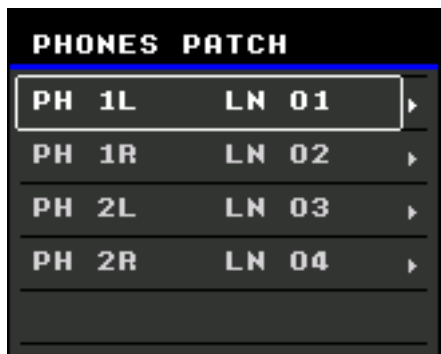 PHONES PATCH
PH 1L LN 01
PH 1R LN 02
PH 2L LN 03
PH 2R LN 04